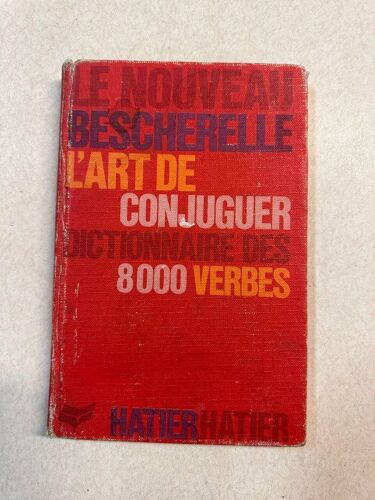 LE NOUVEAU
BESCHERELLE
L'ART DE
CONJUGUER
DICTIONNAIRE DES
8000 VERBES
HATIER HATIER